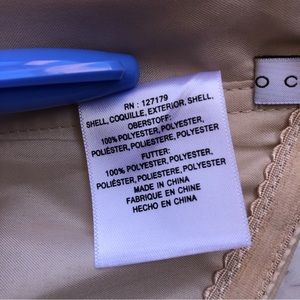 RN : 127179
SHELL, COQUILLE, EXTERIOR, SHELL,
OBERSTOFF:
100% POLYESTER, POLYESTER,
POLIÉSTER, POLIESTERE, POLYESTER
FUTTER:
100% POLYESTER, POLYESTER,
POLIÉSTER, POLIESTERE, POLYESTER
MADE IN CHINA
FABRIQUE EN CHINE
HECHO EN CHINA
O C